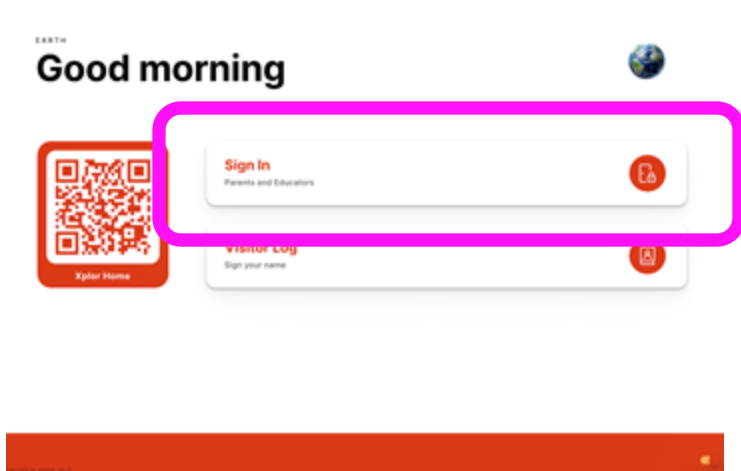 EARTH
Good morning
Sign In
Parents and Educators
Visitor Log
Sign your name
Xplor Home